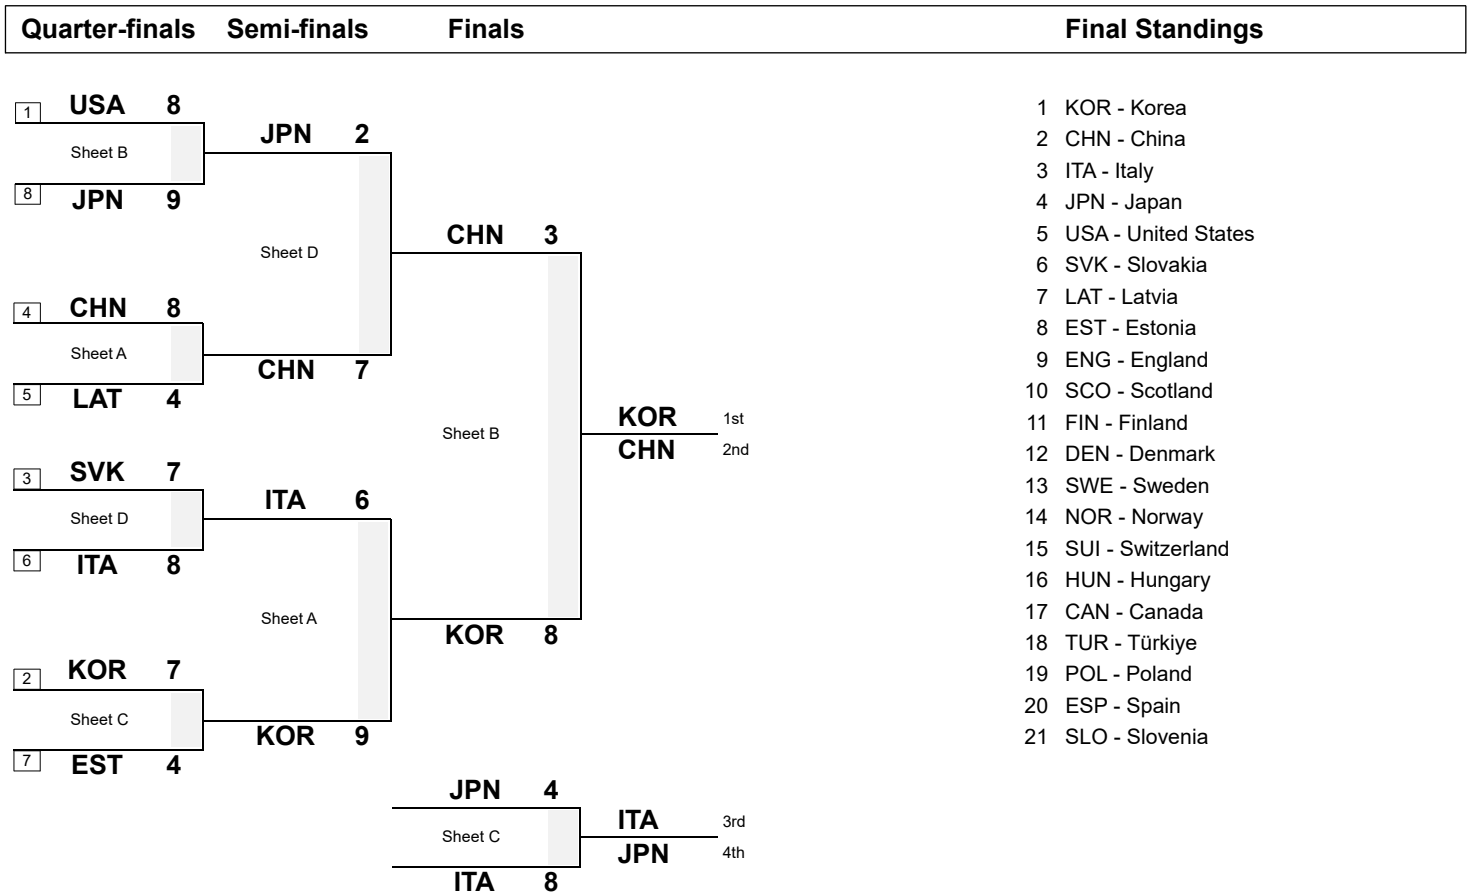 Quarter-finals Semi-finals Finals Final Standings
1 USA 8
Sheet B
8 JPN 9
4 CHN 8
Sheet A
5 LAT 4
3 SVK 7
Sheet D
6 ITA 8
2 KOR 7
Sheet C
7 EST 4
JPN 2
Sheet D
CHN 7
ITA 6
Sheet A
KOR 9
CHN 3
Sheet B
KOR 8
KOR 1st
CHN 2nd
JPN 4
Sheet C
ITA 8
ITA 3rd
JPN 4th
1 KOR - Korea
2 CHN - China
3 ITA - Italy
4 JPN - Japan
5 USA - United States
6 SVK - Slovakia
7 LAT - Latvia
8 EST - Estonia
9 ENG - England
10 SCO - Scotland
11 FIN - Finland
12 DEN - Denmark
13 SWE - Sweden
14 NOR - Norway
15 SUI - Switzerland
16 HUN - Hungary
17 CAN - Canada
18 TUR - Türkiye
19 POL - Poland
20 ESP - Spain
21 SLO - Slovenia